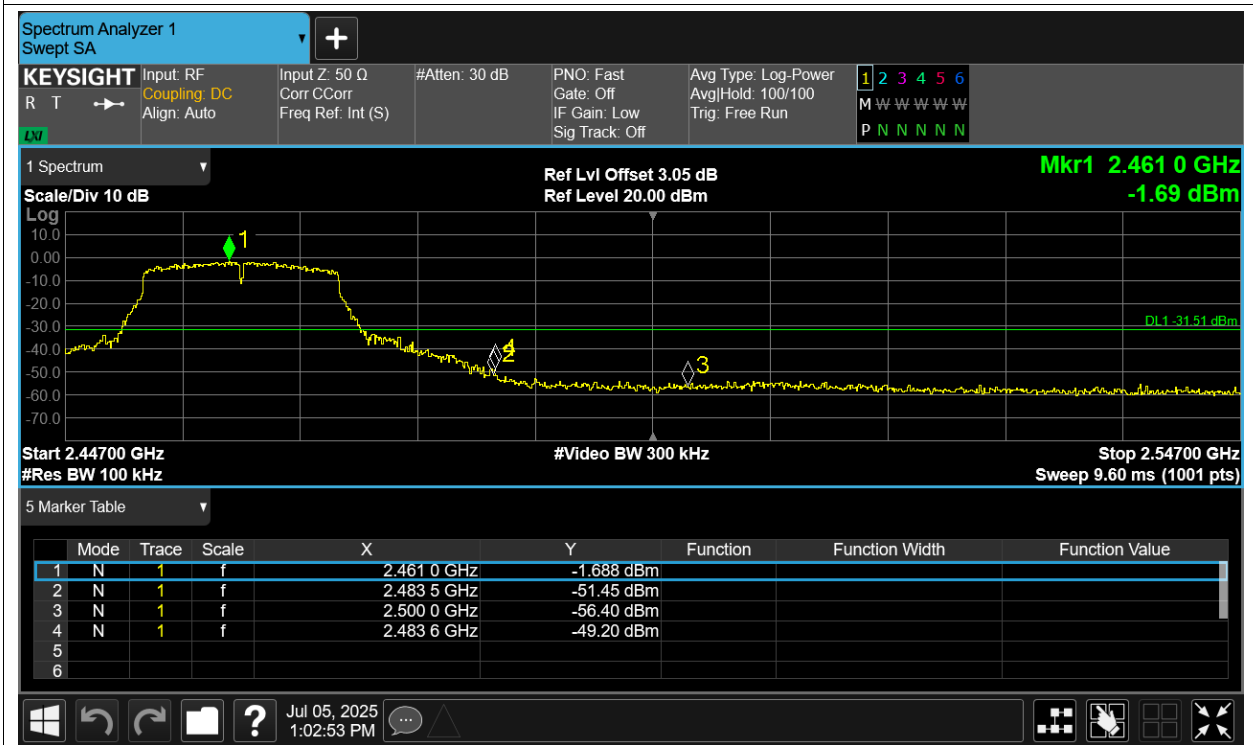 Spectrum Analyzer 1
Swept SA
+
KEYSIGHT Input: RF Input Z: 50 Ω #Atten: 30 dB PNO: Fast Avg Type: Log-Power 1 2 3 4 5 6
R T Coupling: DC Corr CCorr Gate: Off Avg|Hold: 100/100 M W W W W W
Align: Auto Freq Ref: Int (S) IF Gain: Low Trig: Free Run
LXI Sig Track: Off P N N N N N
1 Spectrum Ref Lvl Offset 3.05 dB Mkr1 2.461 0 GHz
Scale/Div 10 dB Ref Level 20.00 dBm -1.69 dBm
Log
10.0
1
0.00
-10.0
-20.0
-30.0 DL1 -31.51 dBm
-40.0 4
2
-50.0 3
-60.0
-70.0
Start 2.44700 GHz #Video BW 300 kHz Stop 2.54700 GHz
#Res BW 100 kHz Sweep 9.60 ms (1001 pts)
5 Marker Table
Mode Trace Scale X Y Function Function Width Function Value
1 N 1 f 2.461 0 GHz -1.688 dBm
2 N 1 f 2.483 5 GHz -51.45 dBm
3 N 1 f 2.500 0 GHz -56.40 dBm
4 N 1 f 2.483 6 GHz -49.20 dBm
5
6
? Jul 05, 2025
1:02:53 PM